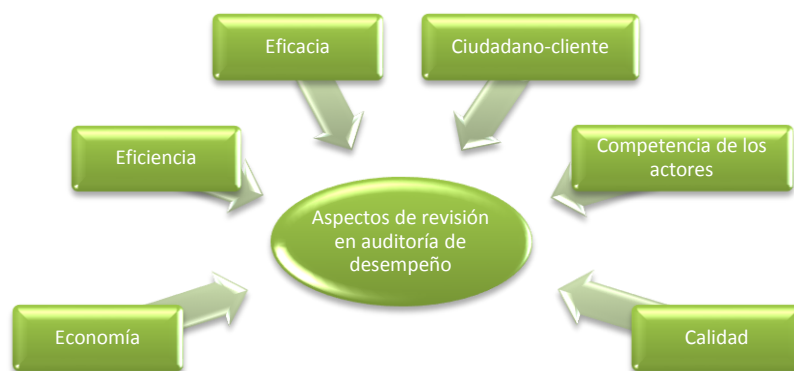 Eficacia
Ciudadano-cliente
Eficiencia
Competencia de los
actores
Aspectos de revisión
en auditoría de
desempeño
Economía
Calidad